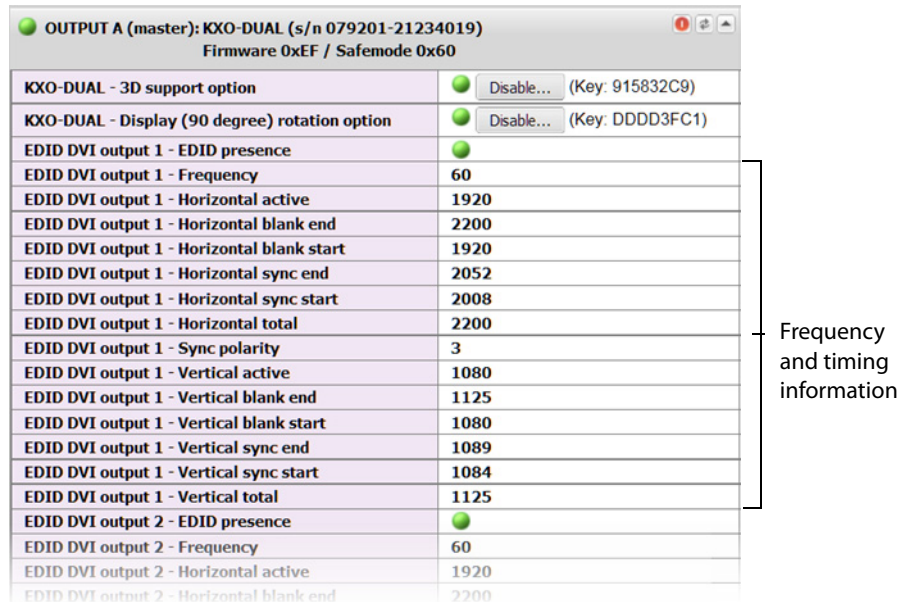 OUTPUT A (master): KXO-DUAL (s/n 079201-21234019)
Firmware 0xEF / Safemode 0x60
KXO-DUAL - 3D support option Disable... (Key: 915832C9)
KXO-DUAL - Display (90 degree) rotation option Disable... (Key: DDDD3FC1)
EDID DVI output 1 - EDID presence
EDID DVI output 1 - Frequency 60
EDID DVI output 1 - Horizontal active 1920
EDID DVI output 1 - Horizontal blank end 2200
EDID DVI output 1 - Horizontal blank start 1920
EDID DVI output 1 - Horizontal sync end 2052
EDID DVI output 1 - Horizontal sync start 2008
EDID DVI output 1 - Horizontal total 2200
EDID DVI output 1 - Sync polarity 3
EDID DVI output 1 - Vertical active 1080
EDID DVI output 1 - Vertical blank end 1125
EDID DVI output 1 - Vertical blank start 1080
EDID DVI output 1 - Vertical sync end 1089
EDID DVI output 1 - Vertical sync start 1084
EDID DVI output 1 - Vertical total 1125
EDID DVI output 2 - EDID presence
EDID DVI output 2 - Frequency 60
EDID DVI output 2 - Horizontal active 1920
EDID DVI output 2 - Horizontal blank end 2200
Frequency
and timing
information